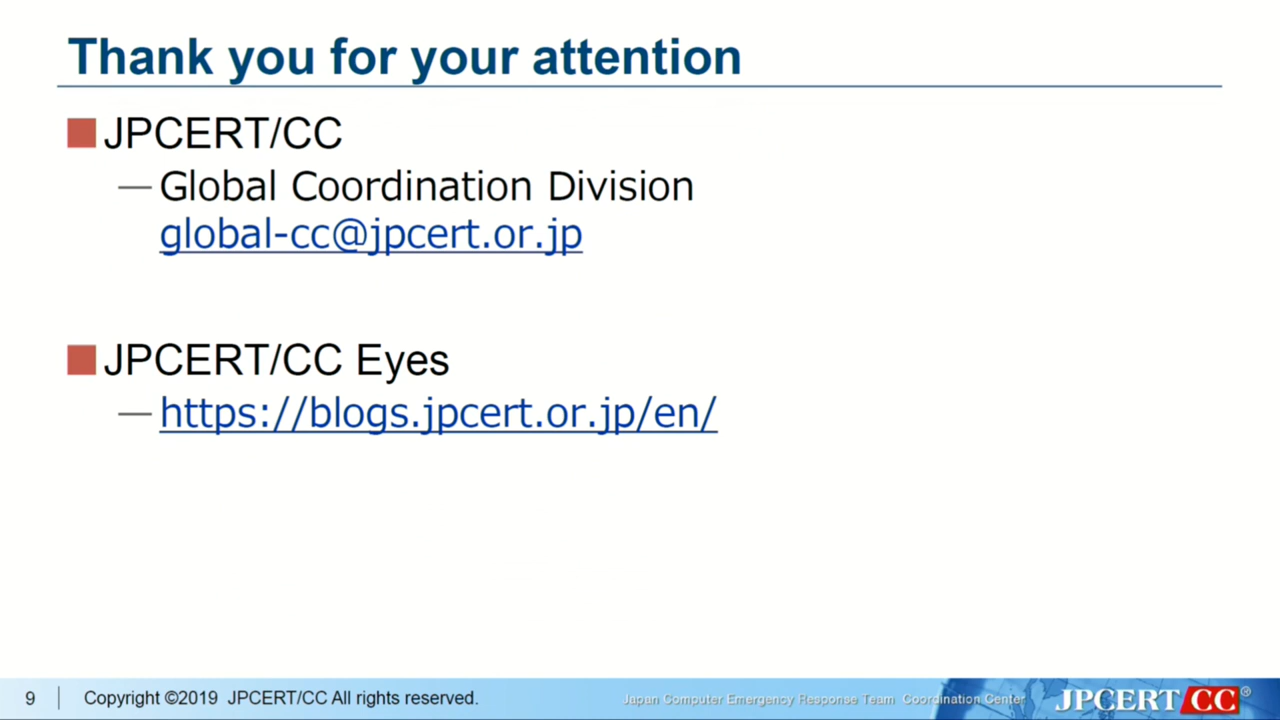 Thank you for your attention
JPCERT/CC
—Global Coordination Division
global-cc@jpcert.or.jp
JPCERT/CC Eyes
—https://blogs.jpcert.or.jp/en/
9
Copyright ©2019 JPCERT/CC All rights reserved.
Japan Computer Emergency Response Team Coordination Center
JPCERT CC®